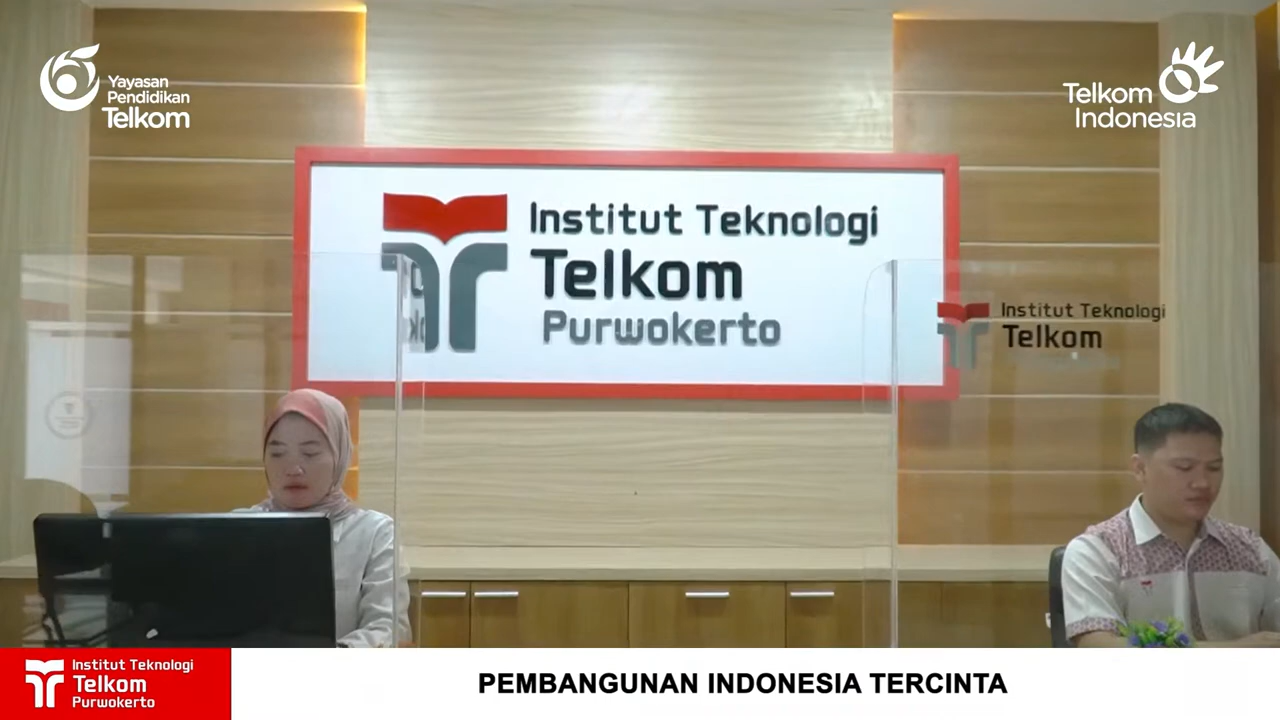 Yayasan
Pendidikan
Telkom
Telkom
Indonesia
Institut Teknologi
Telkom
Purwokerto
Institut Teknologi
Telkom
Institut Teknologi
Telkom
Purwokerto
PEMBANGUNAN INDONESIA TERCINTA